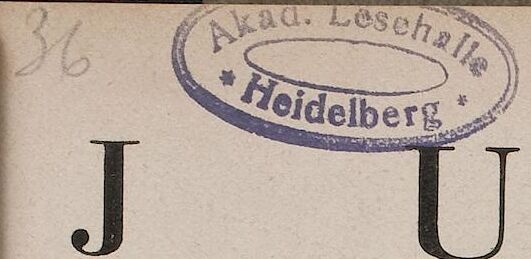 36
Akad. Lesehalle
* Heidelberg *
J U